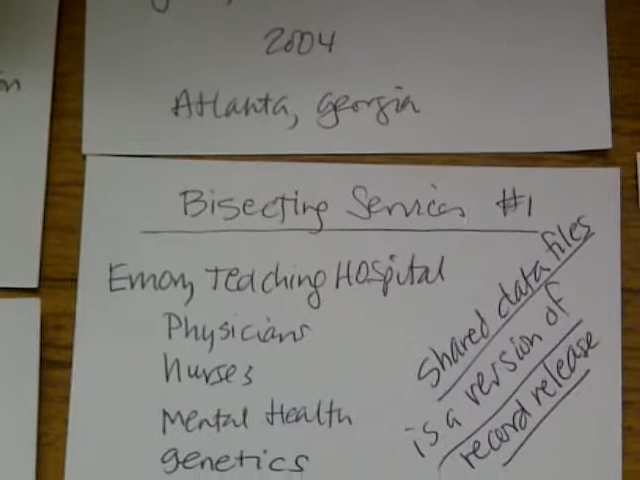 2004
Atlanta, Georgia
Bisecting Services #1
Emory Teaching Hospital
Physicians
Nurses
Mental Health
genetics
Shared data files
is a version of
record release